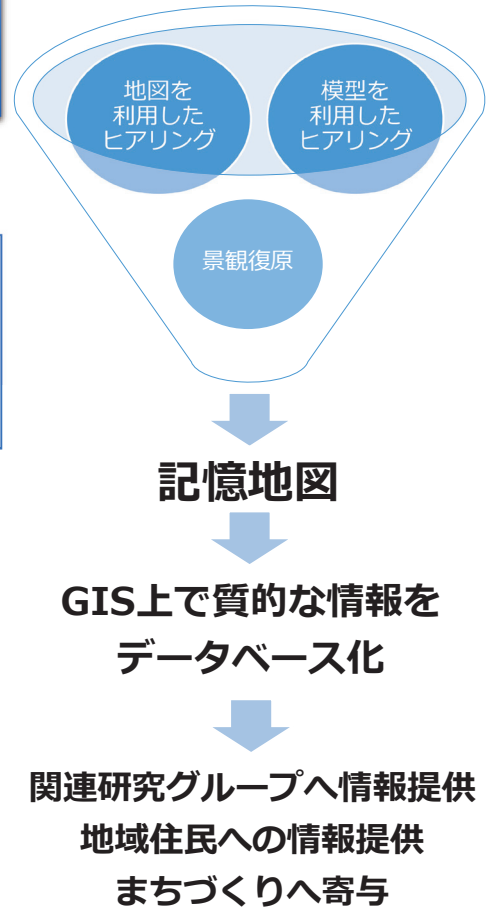 地図を
利用した
ヒアリング
模型を
利用した
ヒアリング
景観復原
記憶地図
GIS上で質的な情報を
データベース化
関連研究グループへ情報提供
地域住民への情報提供
まちづくりへ寄与